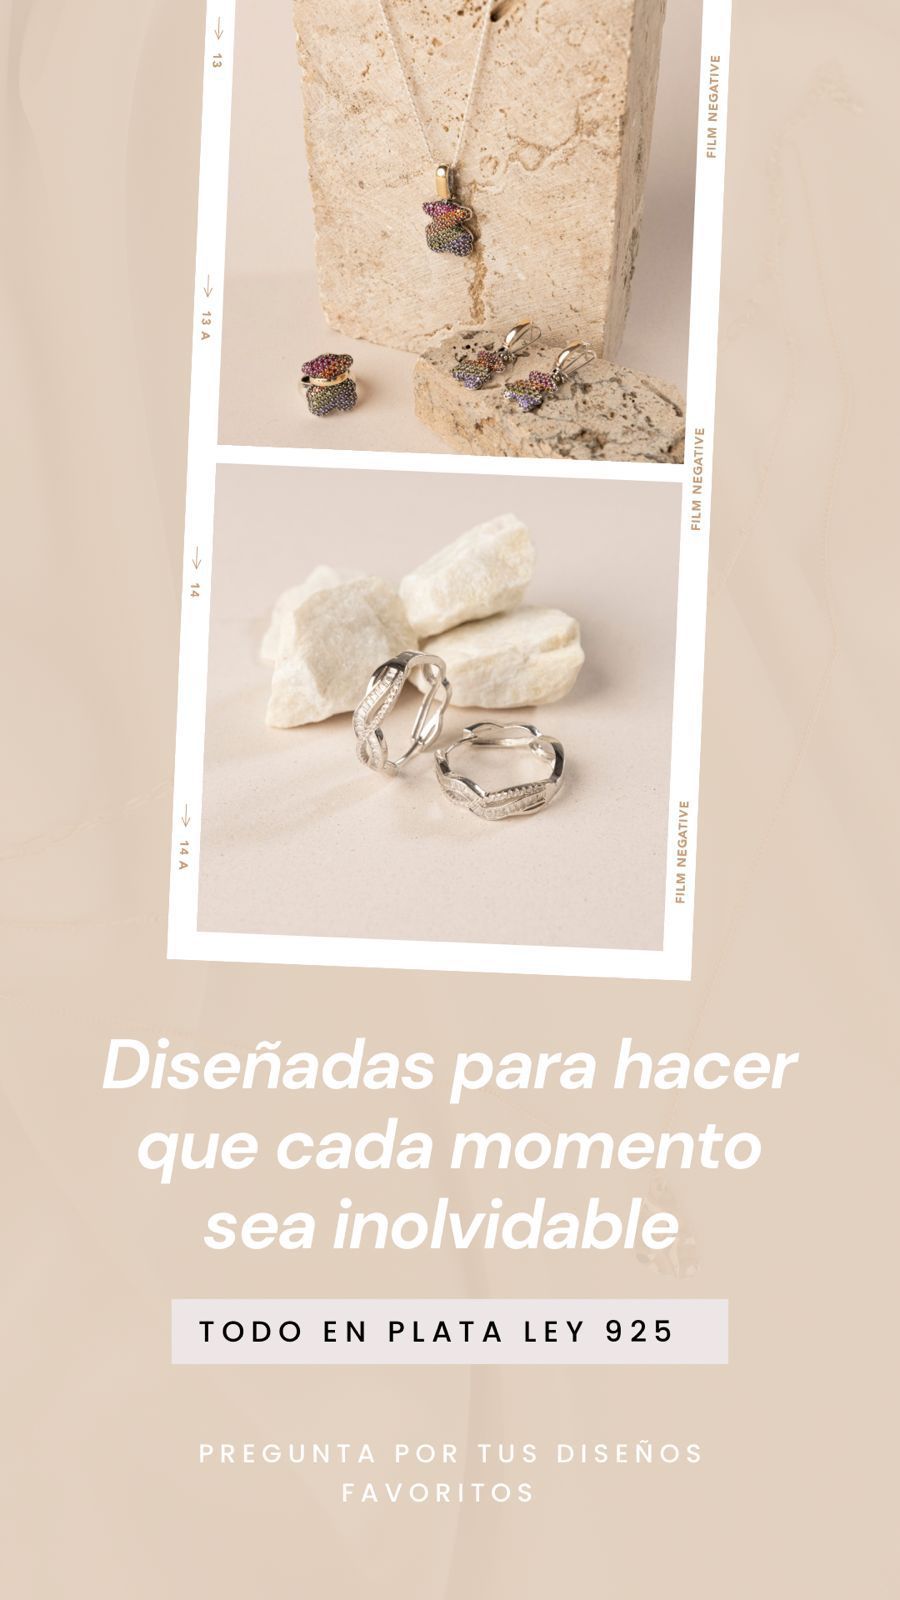 → 13
FILM NEGATIVE
→ 13 A
FILM NEGATIVE
→ 14
→ 14 A
FILM NEGATIVE
Diseñadas para hacer
que cada momento
sea inolvidable
TODO EN PLATA LEY 925
PREGUNTA POR TUS DISEÑOS
FAVORITOS